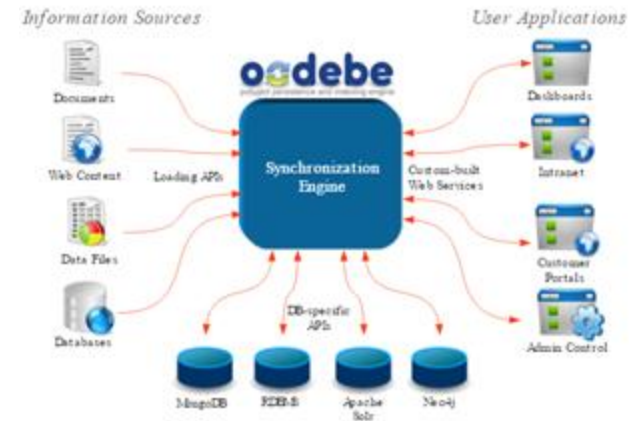 Information Sources
User Applications
oodebe
polyglot persistence and indexing engine
Documents
Web Content
Data Files
Databases
Loading APIs
Synchronization
Engine
Custom-built
Web Services
Dashboards
Intranet
Customer
Portals
Admin Control
DB-specific
APIs
MongoDB
RDBMS
Apache
Solr
Neo4j